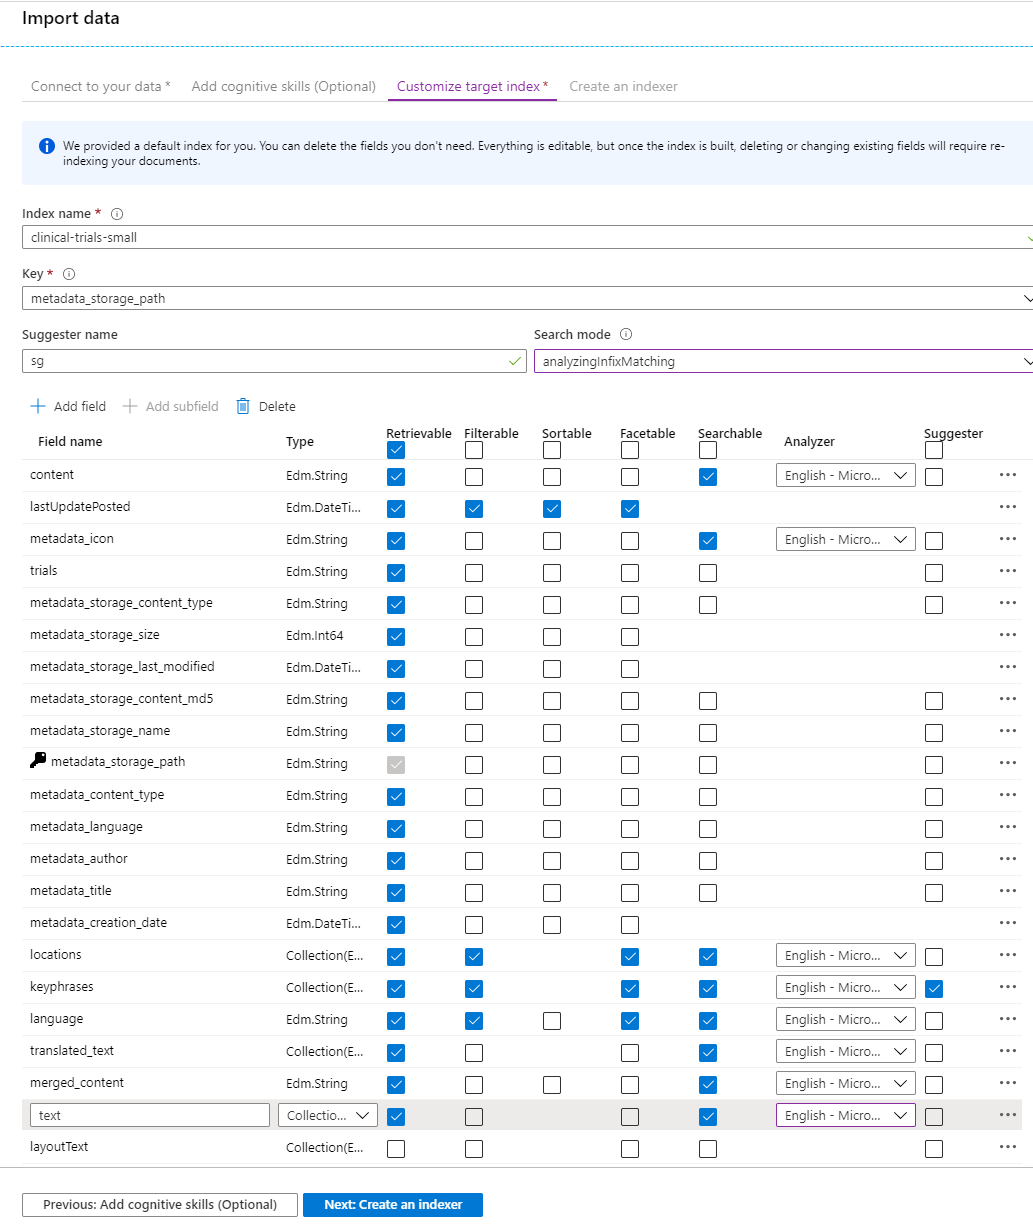 Import data
Connect to your data * Add cognitive skills (Optional) Customize target index * Create an indexer
We provided a default index for you. You can delete the fields you don't need. Everything is editable, but once the index is built, deleting or changing existing fields will require re-
indexing your documents.
Index name *
clinical-trials-small
Key *
metadata_storage_path
Suggester name Search mode
sg analyzingInfixMatching
Add field Add subfield Delete
Field name Type Retrievable Filterable Sortable Facetable Searchable Analyzer Suggester
content Edm.String English - Micro...
lastUpdatePosted Edm.DateTi...
metadata_icon Edm.String English - Micro...
trials Edm.String
metadata_storage_content_type Edm.String
metadata_storage_size Edm.Int64
metadata_storage_last_modified Edm.DateTi...
metadata_storage_content_md5 Edm.String
metadata_storage_name Edm.String
metadata_storage_path Edm.String
metadata_content_type Edm.String
metadata_language Edm.String
metadata_author Edm.String
metadata_title Edm.String
metadata_creation_date Edm.DateTi...
locations Collection(E... English - Micro...
keyphrases Collection(E... English - Micro...
language Edm.String English - Micro...
translated_text Collection(E... English - Micro...
merged_content Edm.String English - Micro...
text Collectio... English - Micro...
layoutText Collection(E...
Previous: Add cognitive skills (Optional) Next: Create an indexer